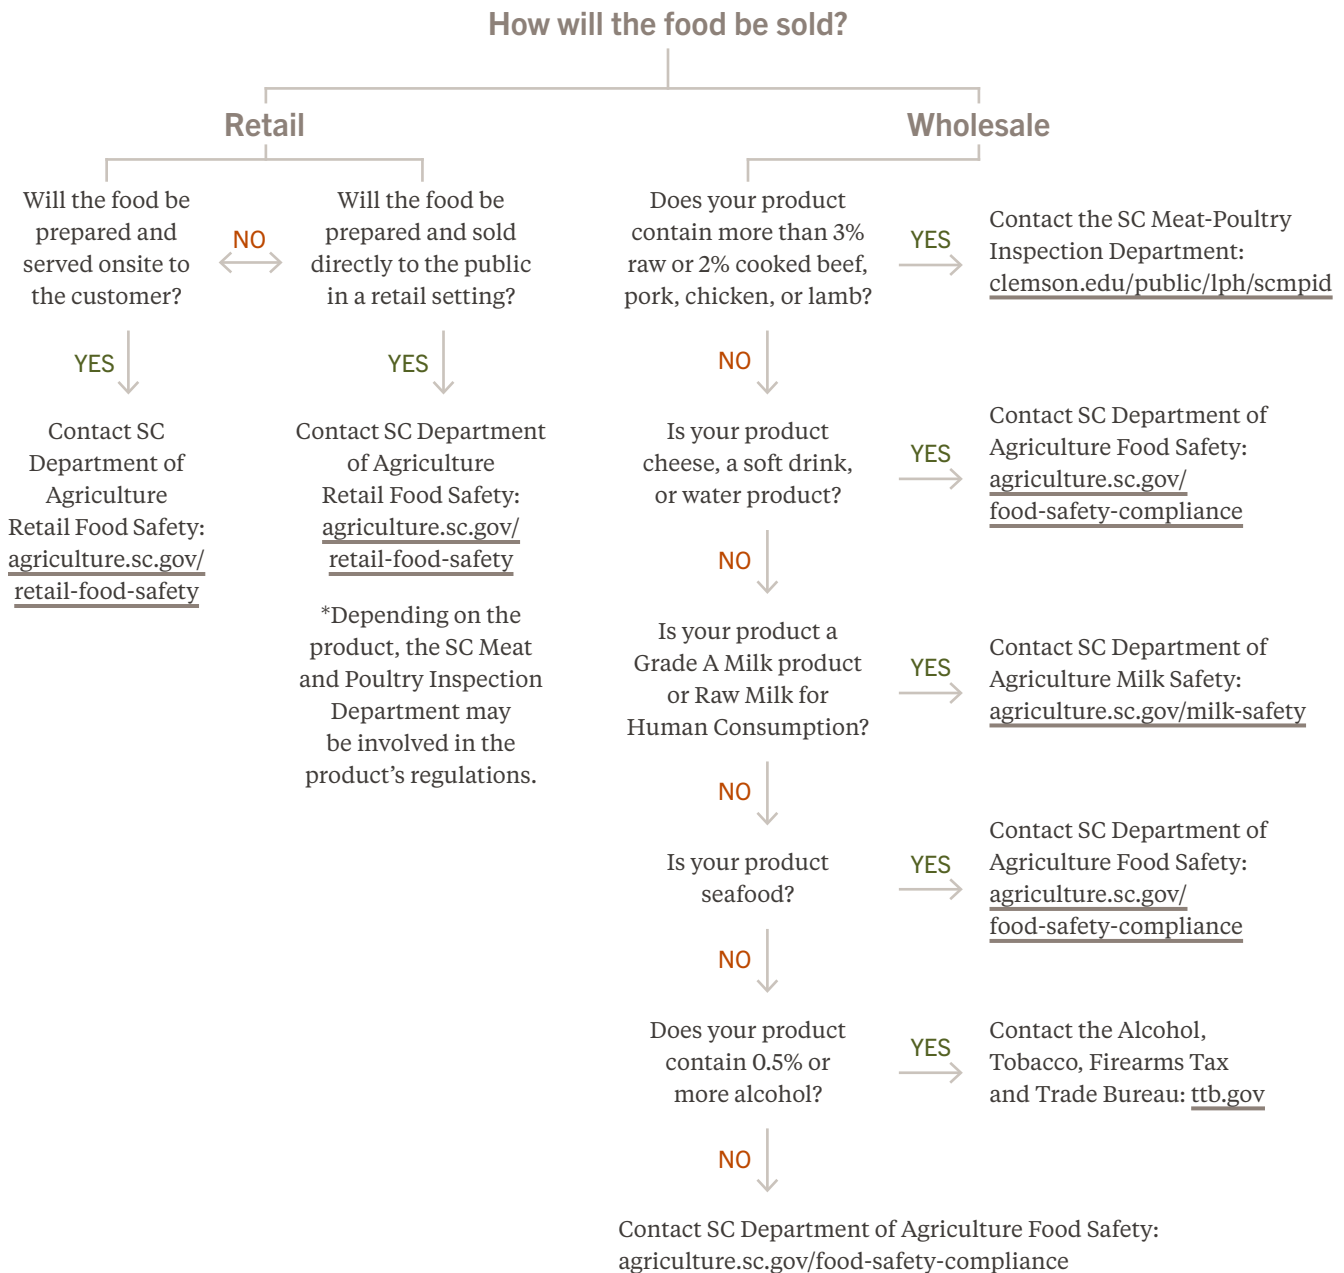 How will the food be sold?
Retail
Will the food be
prepared and
served onsite to
the customer?
NO
Will the food be
prepared and sold
directly to the public
in a retail setting?
YES
Contact SC
Department of
Agriculture
Retail Food Safety:
agriculture.sc.gov/
retail-food-safety
YES
Contact SC Department
of Agriculture
Retail Food Safety:
agriculture.sc.gov/
retail-food-safety
*Depending on the
product, the SC Meat
and Poultry Inspection
Department may
be involved in the
product’s regulations.
Wholesale
Does your product
contain more than 3%
raw or 2% cooked beef,
pork, chicken, or lamb?
YES
Contact the SC Meat-Poultry
Inspection Department:
clemson.edu/public/lph/scmpid
NO
Is your product
cheese, a soft drink,
or water product?
YES
Contact SC Department of
Agriculture Food Safety:
agriculture.sc.gov/
food-safety-compliance
NO
Is your product a
Grade A Milk product
or Raw Milk for
Human Consumption?
YES
Contact SC Department of
Agriculture Milk Safety:
agriculture.sc.gov/milk-safety
NO
Is your product
seafood?
YES
Contact SC Department of
Agriculture Food Safety:
agriculture.sc.gov/
food-safety-compliance
NO
Does your product
contain 0.5% or
more alcohol?
YES
Contact the Alcohol,
Tobacco, Firearms Tax
and Trade Bureau: ttb.gov
NO
Contact SC Department of Agriculture Food Safety:
agriculture.sc.gov/food-safety-compliance